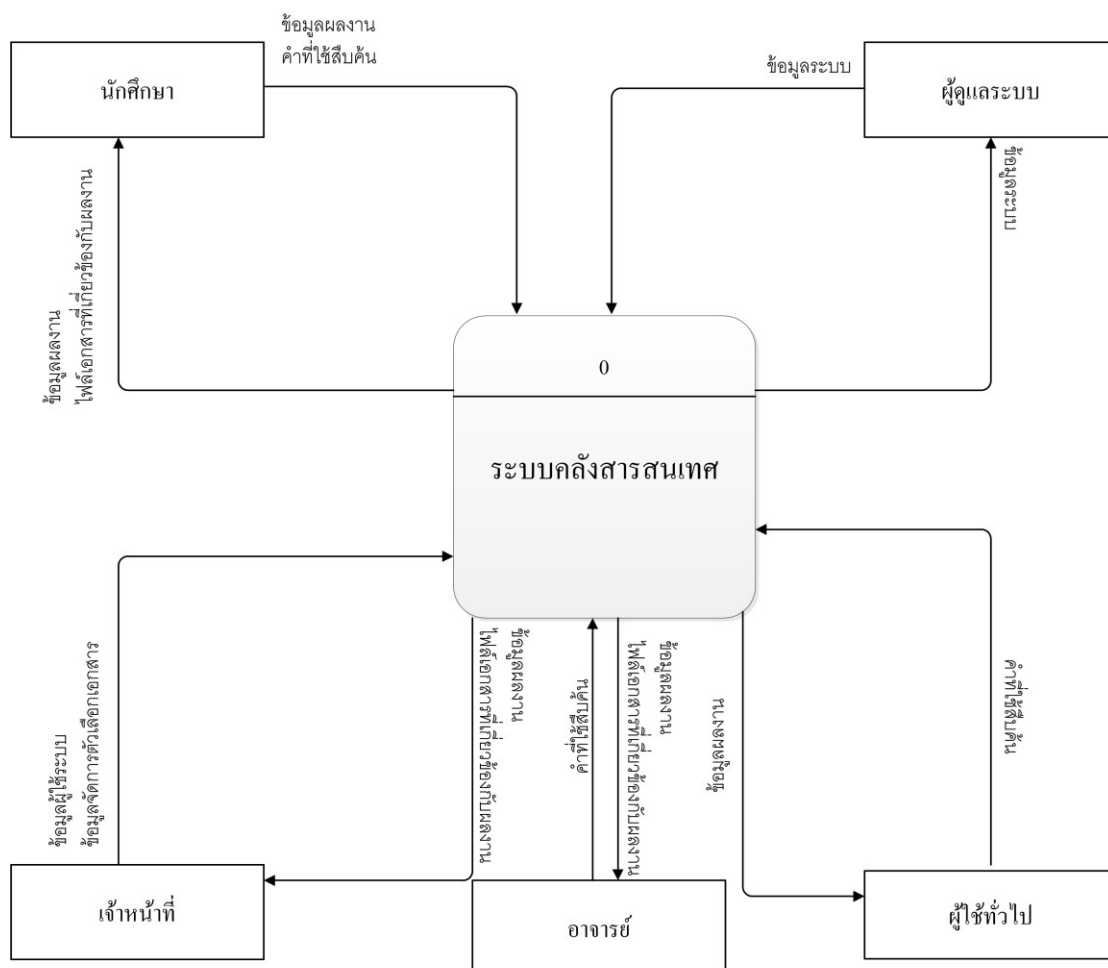 ข้อมูลผลงาน
คำที่ใช้สืบค้น
นักศึกษา
ข้อมูลระบบ
ผู้ดูแลระบบ
ข้อมูลผลงาน
ไฟล์เอกสารที่เกี่ยวข้องกับผลงาน
ข้อมูลระบบ
0
ระบบคลังสารสนเทศ
ข้อมูลผู้ใช้ระบบ
ข้อมูลจัดการตัวเลือกเอกสาร
ข้อมูลผลงาน
ไฟล์เอกสารที่เกี่ยวข้องกับผลงาน
คำที่ใช้สืบค้น
ข้อมูลผลงาน
ไฟล์เอกสารที่เกี่ยวข้องกับผลงาน
ข้อมูลผลงาน
คำที่ใช้สืบค้น
เจ้าหน้าที่
อาจารย์
ผู้ใช้ทั่วไป